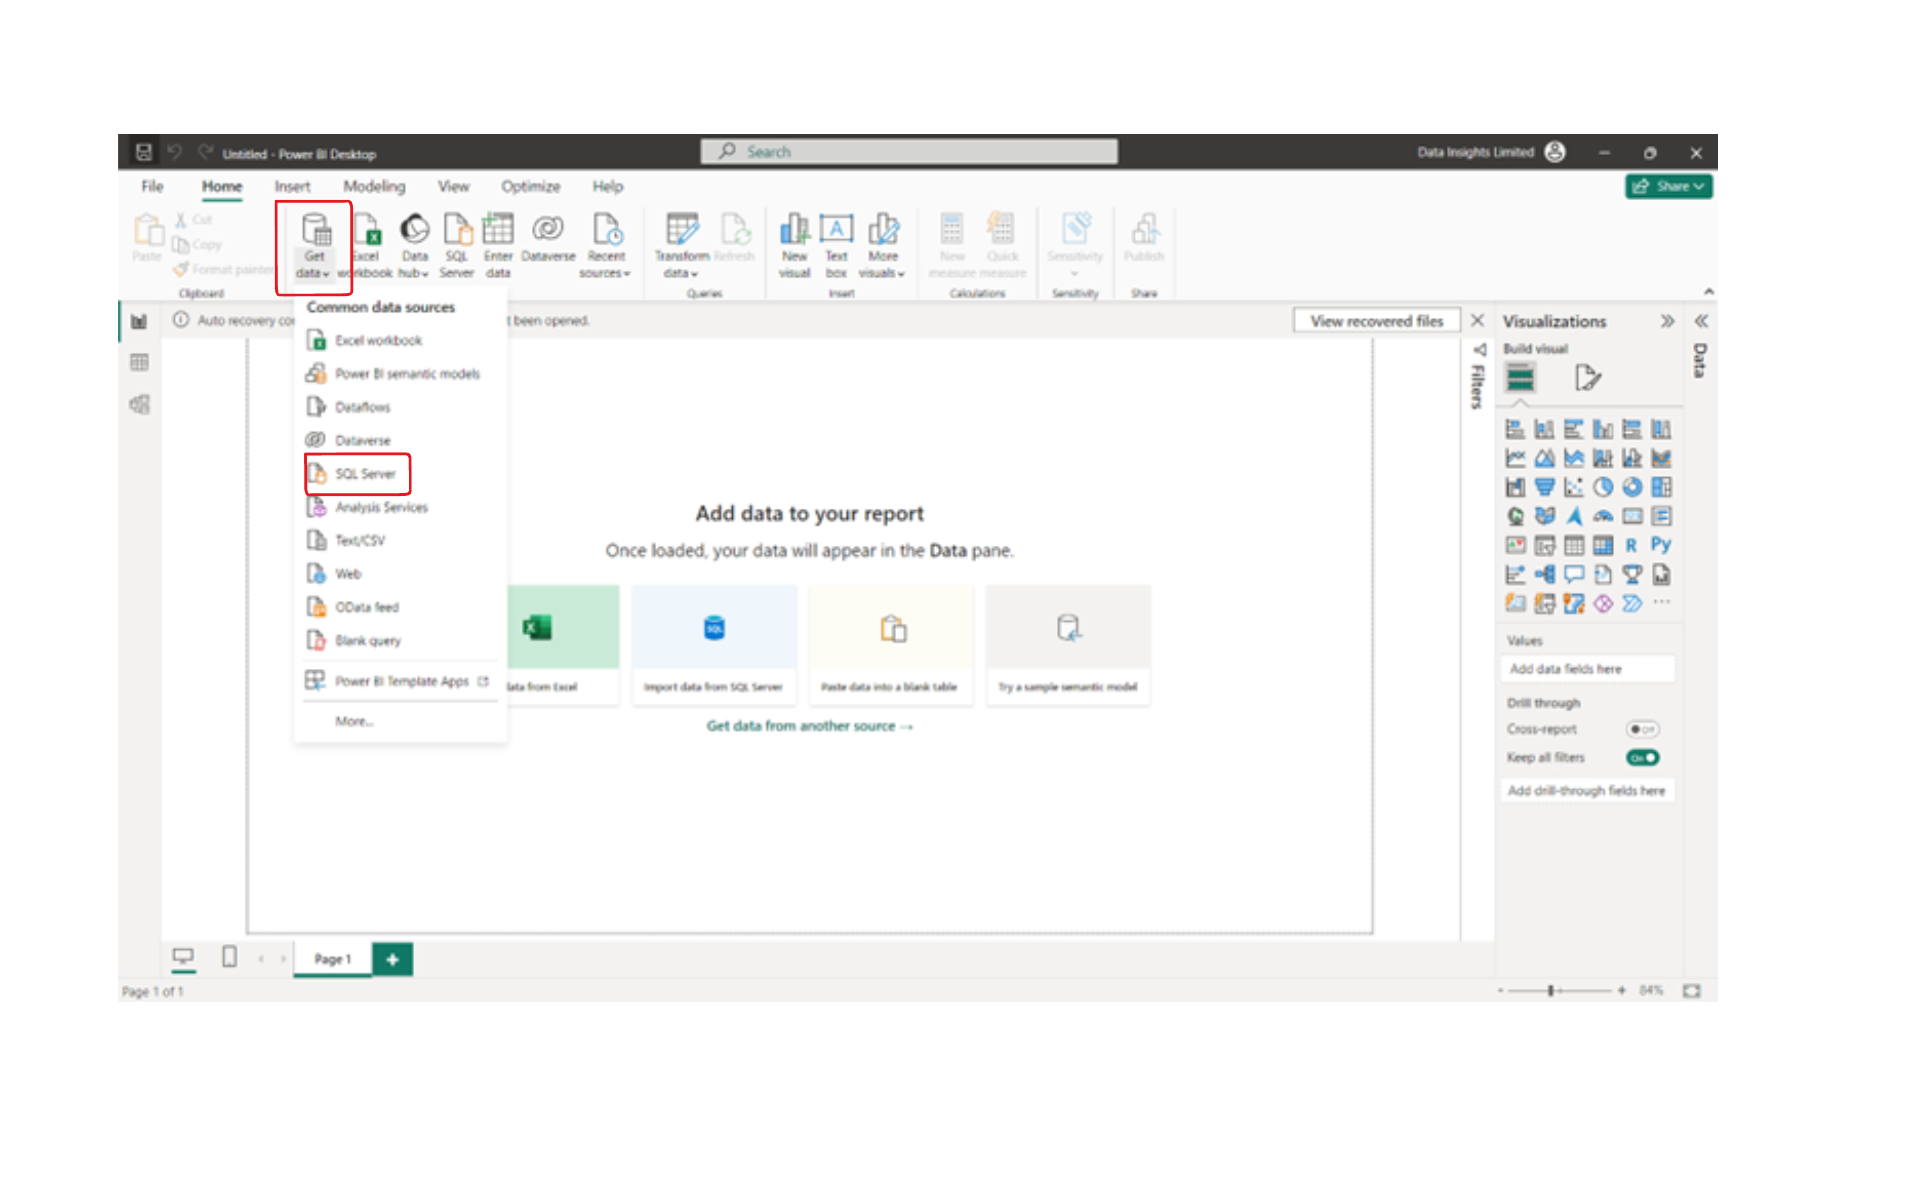 Untitled - Power BI Desktop
Search
Data Insights Limited
File Home Insert Modeling View Optimize Help
Share
Paste
Cut
Copy
Format painter
Clipboard
Get data
Excel workbook
Data hub
SQL Server
Enter data
Dataverse
Recent sources
Transform data
Refresh
Queries
New visual
Text box
More visuals
Insert
New measure
Quick measure
Calculations
Sensitivity
Sensitivity
Publish
Share
Auto recovery
been opened.
View recovered files
Common data sources
Excel workbook
Power BI semantic models
Dataflows
Dataverse
SQL Server
Analysis Services
Text/CSV
Web
OData feed
Blank query
Power BI Template Apps
More...
Add data to your report
Once loaded, your data will appear in the Data pane.
SQL
from Excel
Import data from SQL Server
Paste data into a blank table
Try a sample semantic model
Get data from another source →
Filters
Visualizations
Build visual
R Py
Values
Add data fields here
Drill through
Cross-report
Off
Keep all filters
On
Add drill-through fields here
Data
Page 1
Page 1 of 1
84%